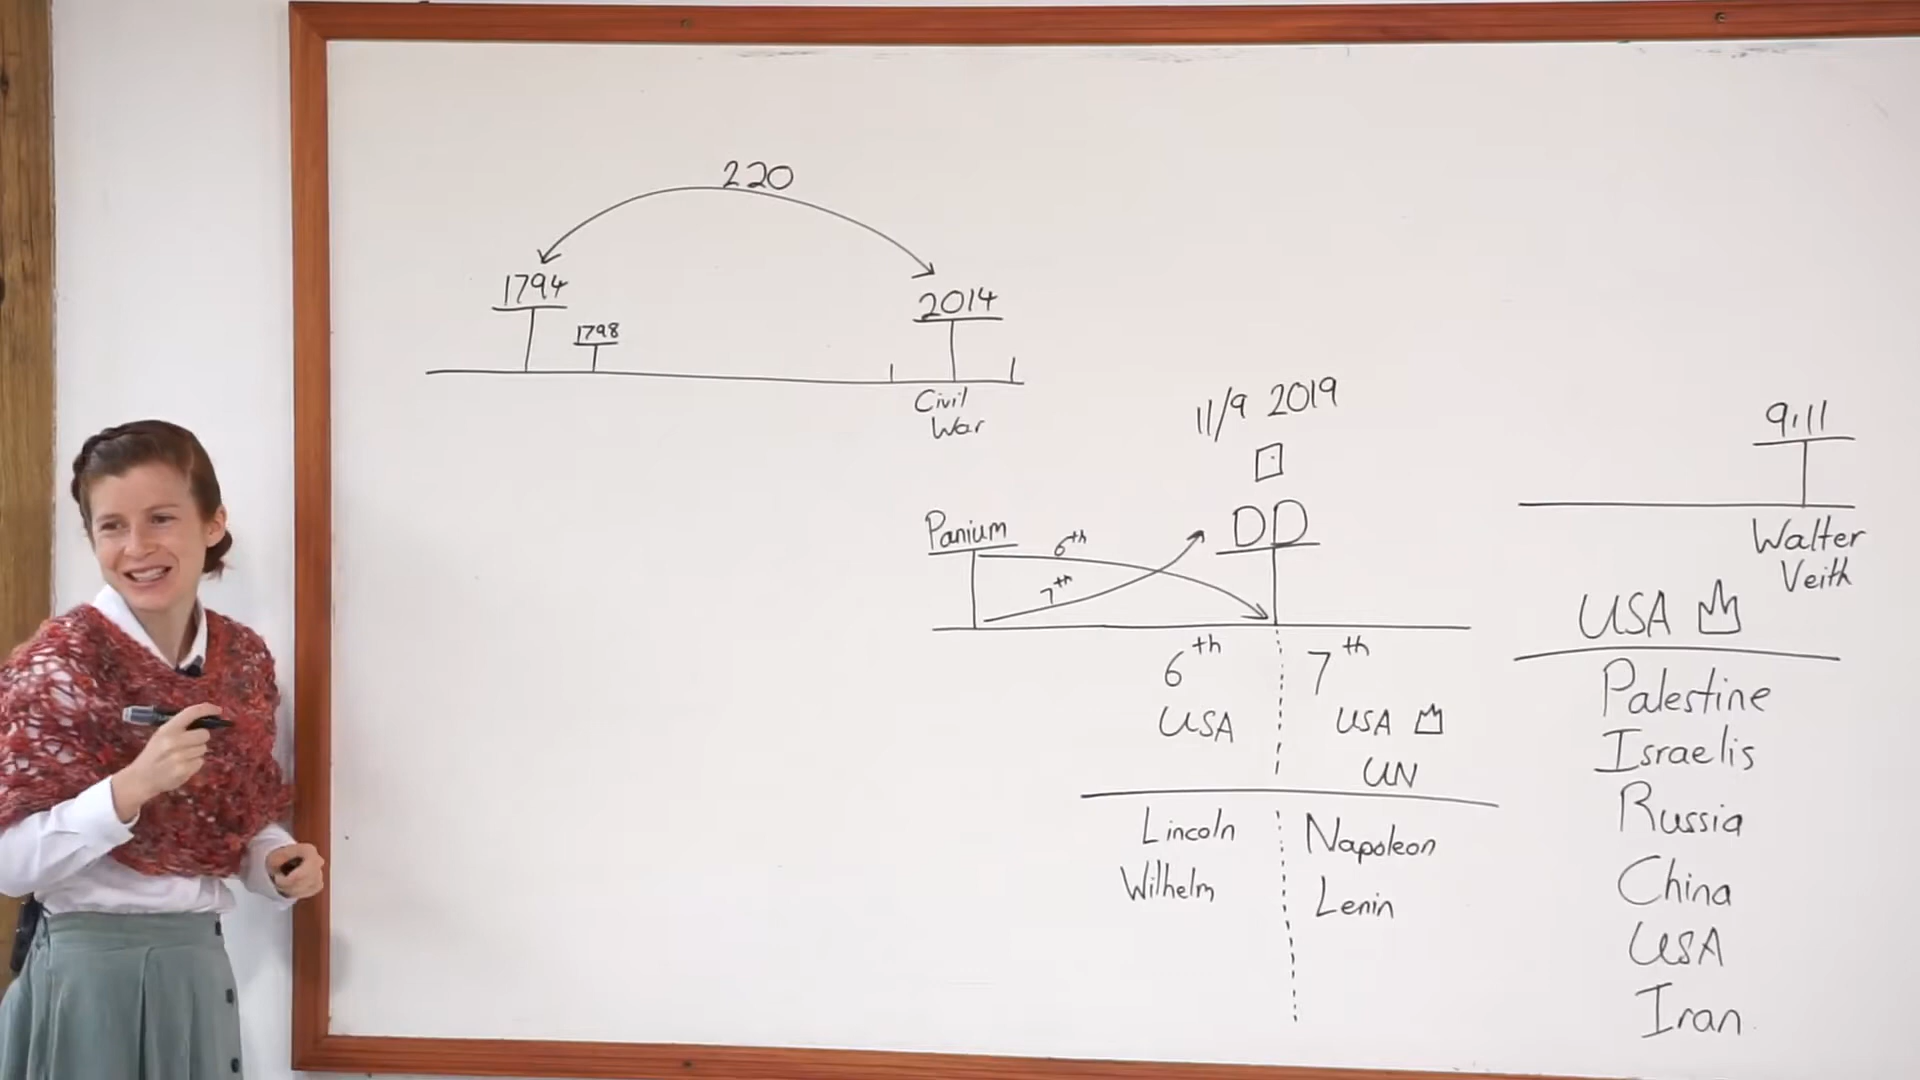 220
1794
1798
2014
Civil
War
11/9 2019
Panium
6th
7th
DD
6th
7th
USA
USA
UN
Lincoln
Napoleon
Wilhelm
Lenin
9.11
Walter
Veith
USA
Palestine
Israelis
Russia
China
USA
Iran